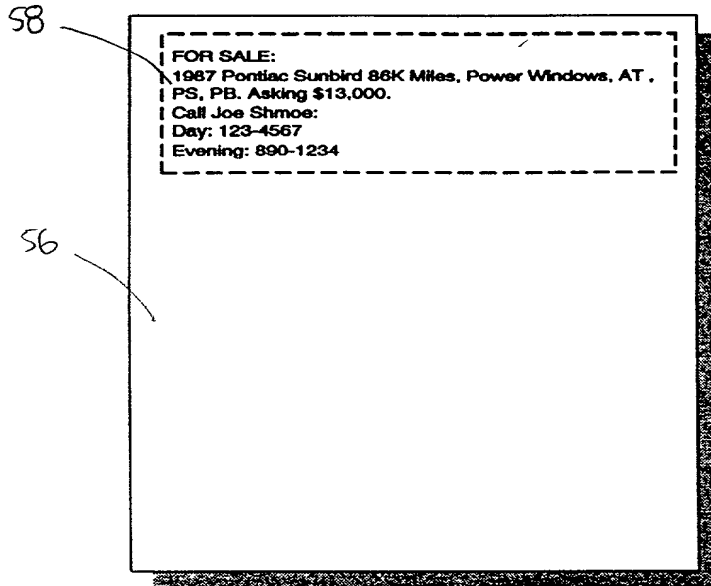 58
FOR SALE:
1987 Pontiac Sunbird 86K Miles, Power Windows, AT ,
PS, PB. Asking $13,000.
Call Joe Shmoe:
Day: 123-4567
Evening: 890-1234
56